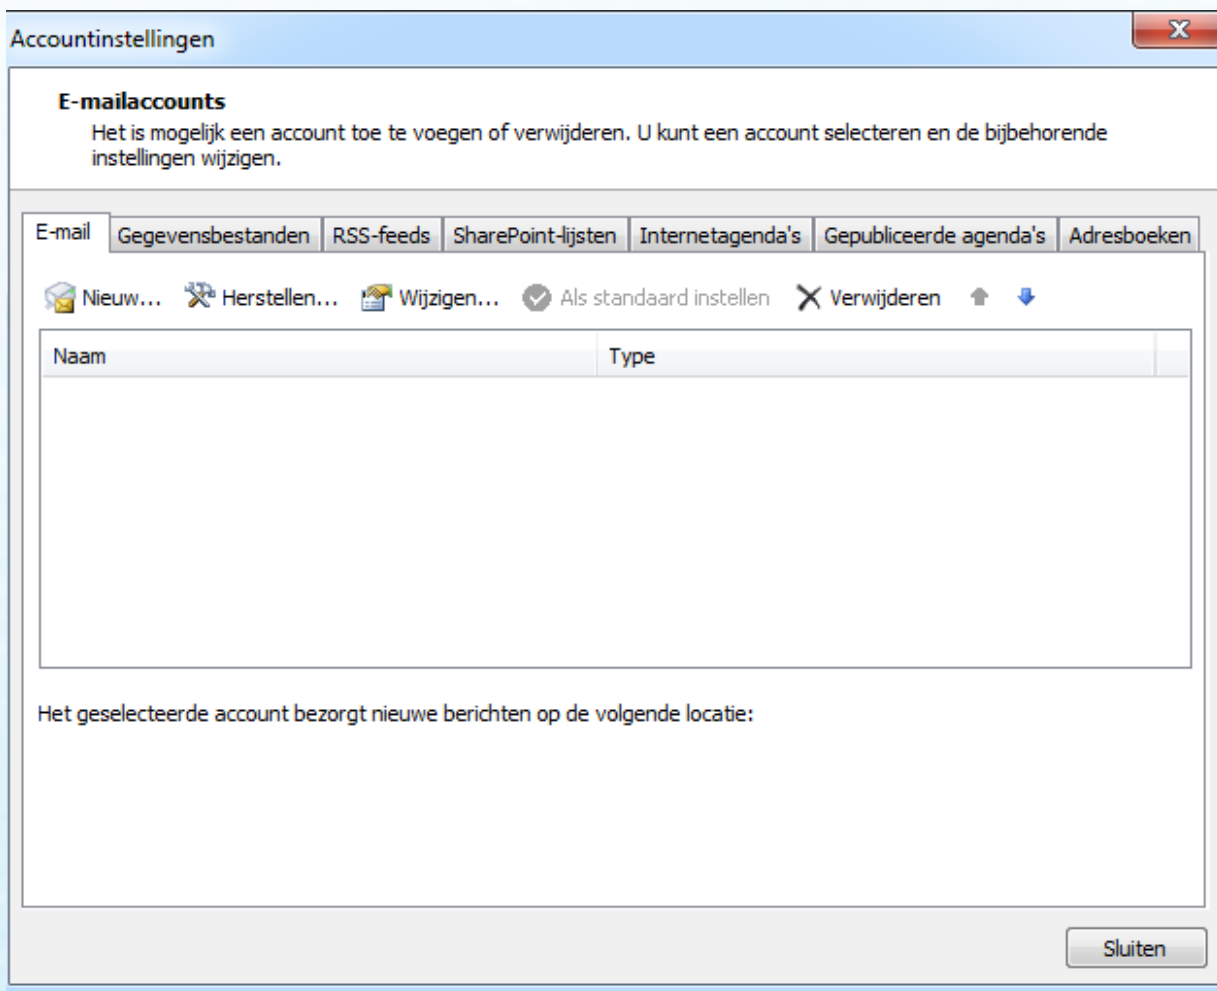 Accountinstellingen
E-mailaccounts
Het is mogelijk een account toe te voegen of verwijderen. U kunt een account selecteren en de bijbehorende
instellingen wijzigen.
E-mail Gegevensbestanden RSS-feeds SharePoint-lijsten Internetagenda's Gepubliceerde agenda's Adresboeken
Nieuw... Herstellen... Wijzigen... Als standaard instellen Verwijderen
Naam Type
Het geselecteerde account bezorgt nieuwe berichten op de volgende locatie:
Sluiten